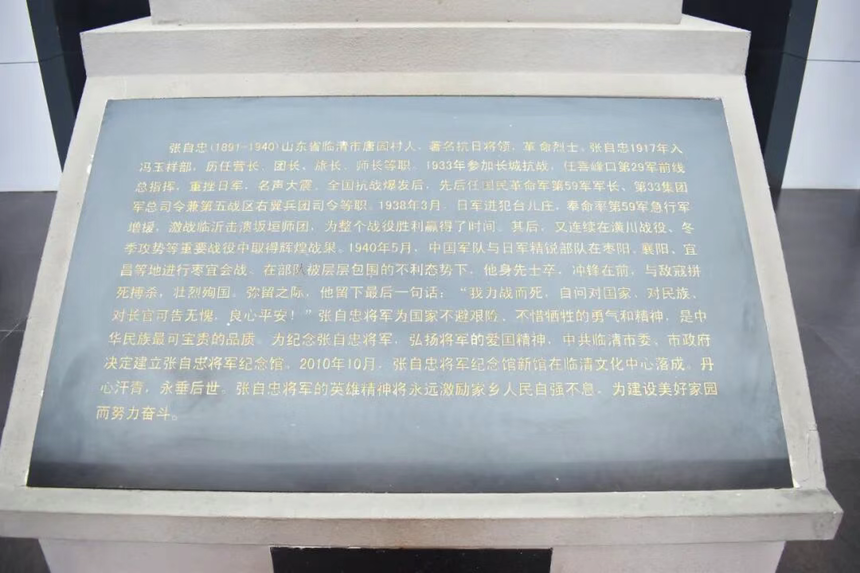 张自忠(1891-1940)山东省临清市唐园村人，著名抗日将领，革命烈士。张自忠1917年入
冯玉祥部，历任营长、团长、旅长、师长等职。1933年参加长城抗战，任喜峰口第29军前线
总指挥，重挫日军，名声大震。全国抗战爆发后，先后任国民革命军第59军军长、第33集团
军总司令兼第五战区右翼兵团司令等职。1938年3月，日军进犯台儿庄，奉命率第59军急行军
增援，激战临沂击溃坂垣师团，为整个战役胜利赢得了时间。其后，又连续在潢川战役、冬
季攻势等重要战役中取得辉煌战果。1940年5月，中国军队与日军精锐部队在枣阳、襄阳、宜
昌等地进行枣宜会战。在部队被层层包围的不利态势下，他身先士卒，冲锋在前，与敌寇拼
死搏杀，壮烈殉国。弥留之际，他留下最后一句话：“我力战而死，自问对国家、对民族、
对长官可告无愧，良心平安！”张自忠将军为国家不避艰险、不惜牺牲的勇气和精神，是中
华民族最可宝贵的品质。为纪念张自忠将军，弘扬将军的爱国精神，中共临清市委、市政府
决定建立张自忠将军纪念馆。2010年10月，张自忠将军纪念馆新馆在临清文化中心落成。丹
心汗青，永垂后世。张自忠将军的英雄精神将永远激励家乡人民自强不息，为建设美好家园
而努力奋斗。